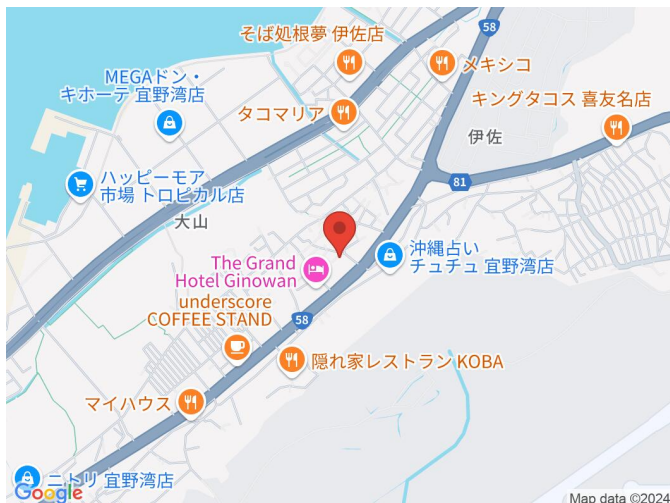 そば処根夢 伊佐店
58
MEGAドン・
キホーテ 宜野湾店
メキシコ
タコマリア
キングタコス 喜友名店
伊佐
ハッピーモア
市場 トロピカル店
81
大山
The Grand
Hotel Ginowan
沖縄占い
チュチュ 宜野湾店
underscore
COFFEE STAND
58
隠れ家レストラン KOBA
マイハウス
ニトリ 宜野湾店
Google
Map data ©2024